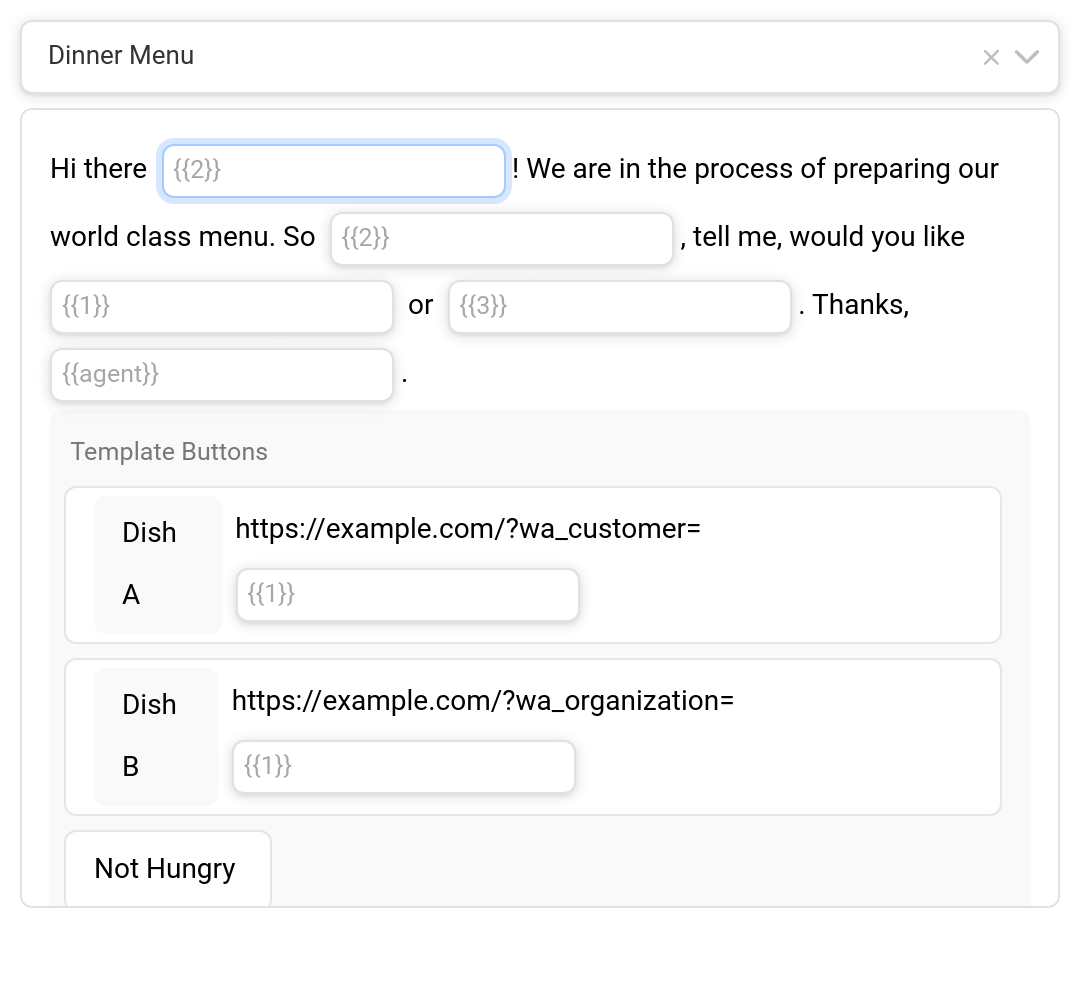 Dinner Menu
Hi there {{2}} ! We are in the process of preparing our
world class menu. So {{2}} , tell me, would you like
{{1}} or {{3}} . Thanks,
{{agent}} .
Template Buttons
Dish A
https://example.com/?wa_customer=
{{1}}
Dish B
https://example.com/?wa_organization=
{{1}}
Not Hungry